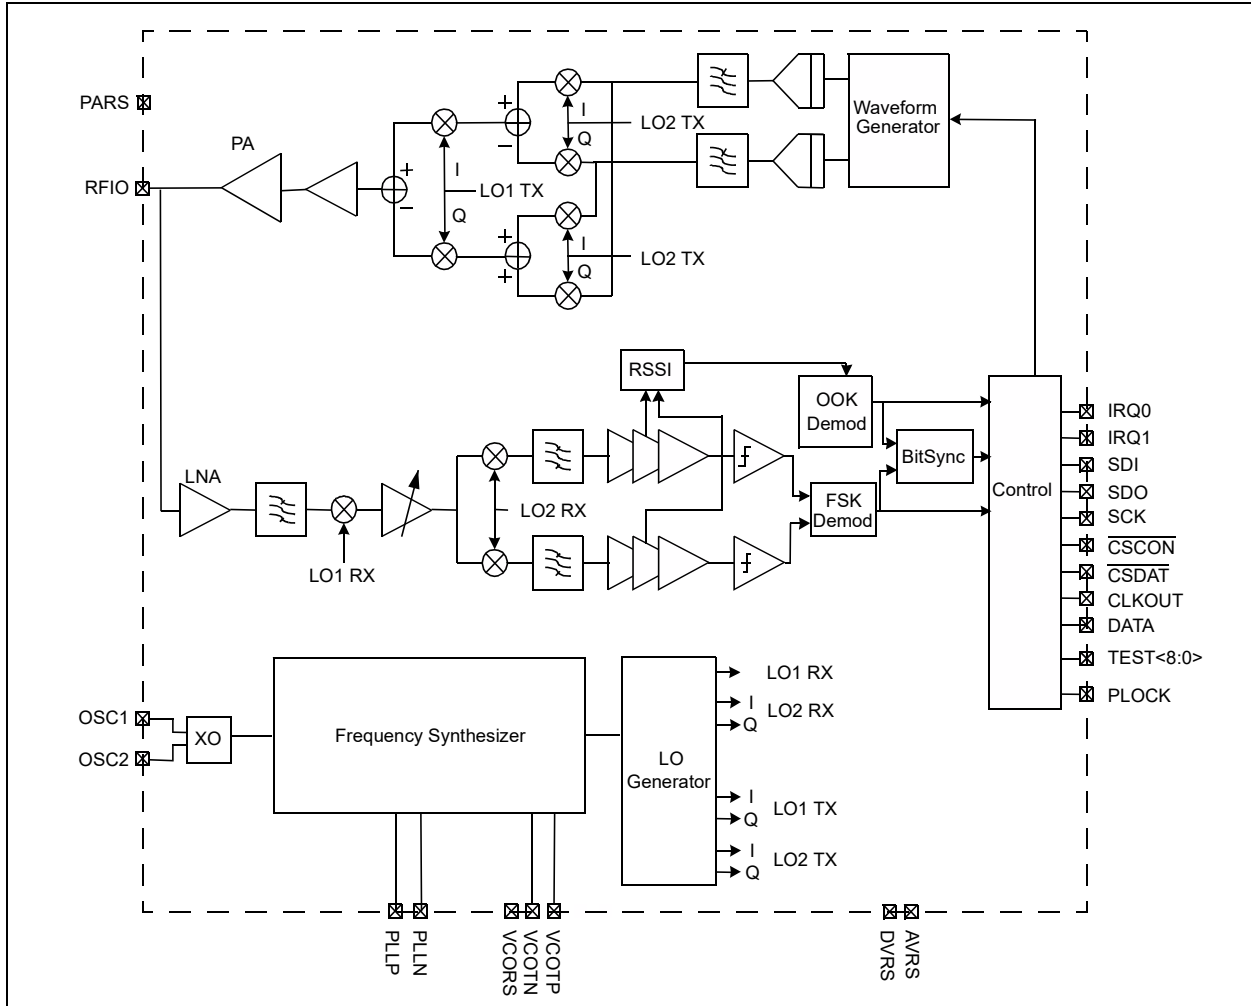 PARS
Waveform
Generator
+
I
LO2 TX
−
Q
PA
RFIO
+
−
I
LO1 TX
Q
+
+
I
LO2 TX
Q
RSSI
OOK
Demod
IRQ0
IRQ1
BitSync
SDI
LNA
Control
SDO
LO2 RX
FSK
Demod
SCK
CSCON
LO1 RX
CSDAT
CLKOUT
DATA
TEST<8:0>
LO1 RX
PLOCK
OSC1
I
LO2 RX
Q
XO
Frequency Synthesizer
OSC2
LO
Generator
I
LO1 TX
Q
I
LO2 TX
Q
PLLP
PLLN
VCORS
VCOTN
VCOTP
DVRS
AVRS